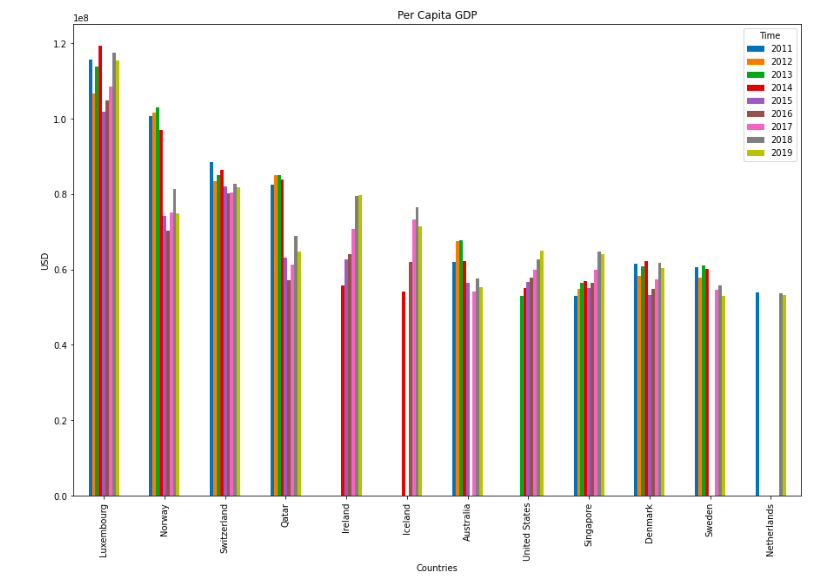 Per Capita GDP
1e8
1.2
1.0
0.8
0.6
0.4
0.2
0.0
USD
Time
2011
2012
2013
2014
2015
2016
2017
2018
2019
Luxembourg
Norway
Switzerland
Qatar
Ireland
Iceland
Australia
United States
Singapore
Denmark
Sweden
Netherlands
Countries